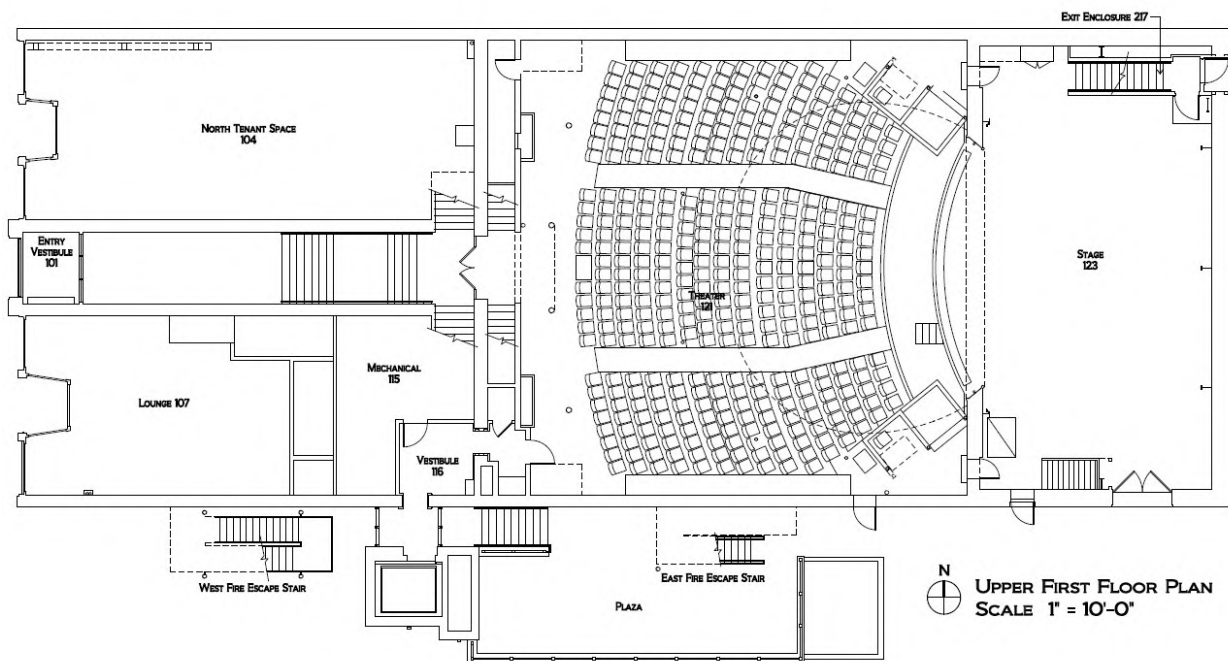 EXIT ENCLOSURE 217
NORTH TENANT SPACE
104
ENTRY
VESTIBULE
101
STAGE
123
THEATER
121
MECHANICAL
115
LOUNGE 107
VESTIBULE
116
WEST FIRE ESCAPE STAIR
EAST FIRE ESCAPE STAIR
PLAZA
N
UPPER FIRST FLOOR PLAN
SCALE 1" = 10'-0"